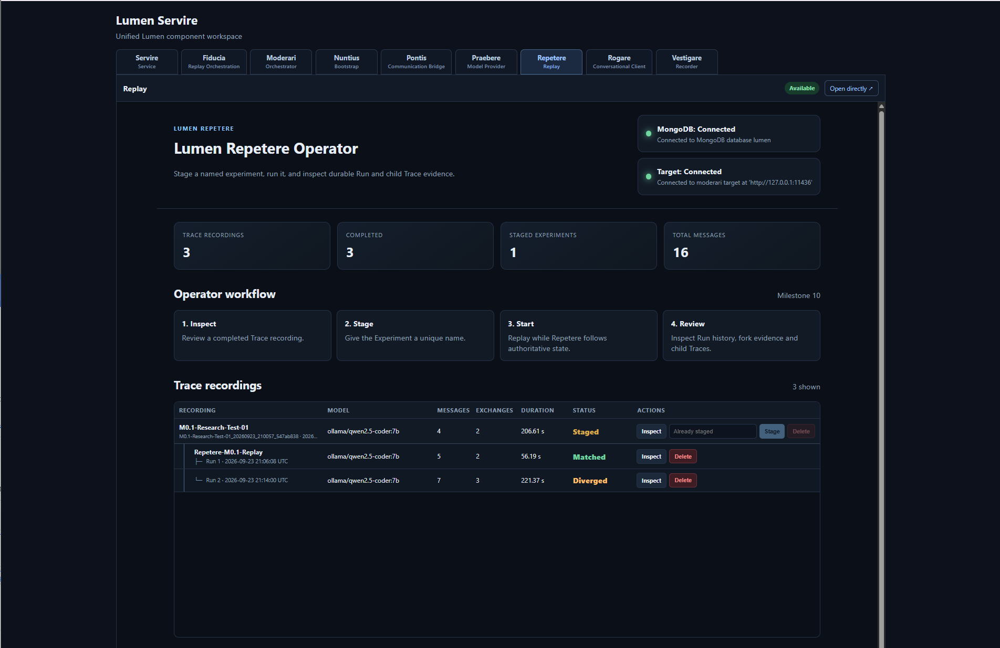 Lumen Servire
Unified Lumen component workspace
Servire
Service
Fiducia
Replay Orchestration
Moderari
Orchestrator
Nuntius
Bootstrap
Pontis
Communication Bridge
Praebere
Model Provider
Repetere
Replay
Rogare
Conversational Client
Vestigare
Recorder
Replay
Available
Open directly ↗
LUMEN REPETERE
Lumen Repetere Operator
Stage a named experiment, run it, and inspect durable Run and child Trace evidence.
MongoDB: Connected
Connected to MongoDB database lumen
Target: Connected
Connected to moderari target at 'http://127.0.0.1:11436'
TRACE RECORDINGS
3
COMPLETED
3
STAGED EXPERIMENTS
1
TOTAL MESSAGES
16
Operator workflow
Milestone 10
1. Inspect
Review a completed Trace recording.
2. Stage
Give the Experiment a unique name.
3. Start
Replay while Repetere follows
authoritative state.
4. Review
Inspect Run history, fork evidence and
child Traces.
Trace recordings
3 shown
RECORDING MODEL MESSAGES EXCHANGES DURATION STATUS ACTIONS
M0.1-Research-Test-01
M0.1-Research-Test-01_20260923_210057_547ab838 · 2026...
ollama/qwen2.5-coder:7b 4 2 206.61 s Staged Inspect Already staged Stage Delete
Repetere-M0.1-Replay
Run 1 · 2026-09-23 21:06:08 UTC
ollama/qwen2.5-coder:7b 5 2 56.19 s Matched Inspect Delete
Run 2 · 2026-09-23 21:14:00 UTC ollama/qwen2.5-coder:7b 7 3 221.37 s Diverged Inspect Delete